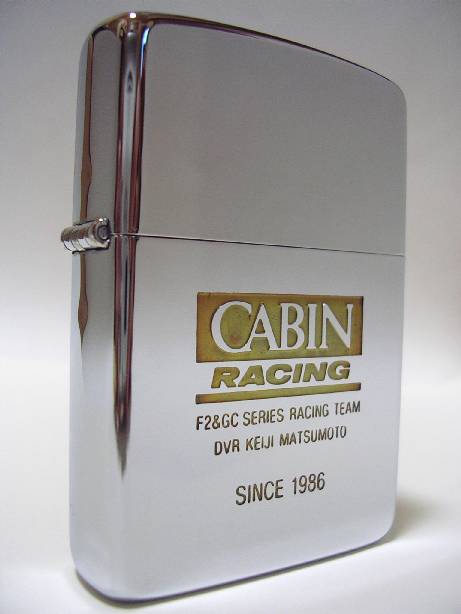 CABIN
RACING
F2&GC SERIES RACING TEAM
DVR KEIJI MATSUMOTO
SINCE 1986